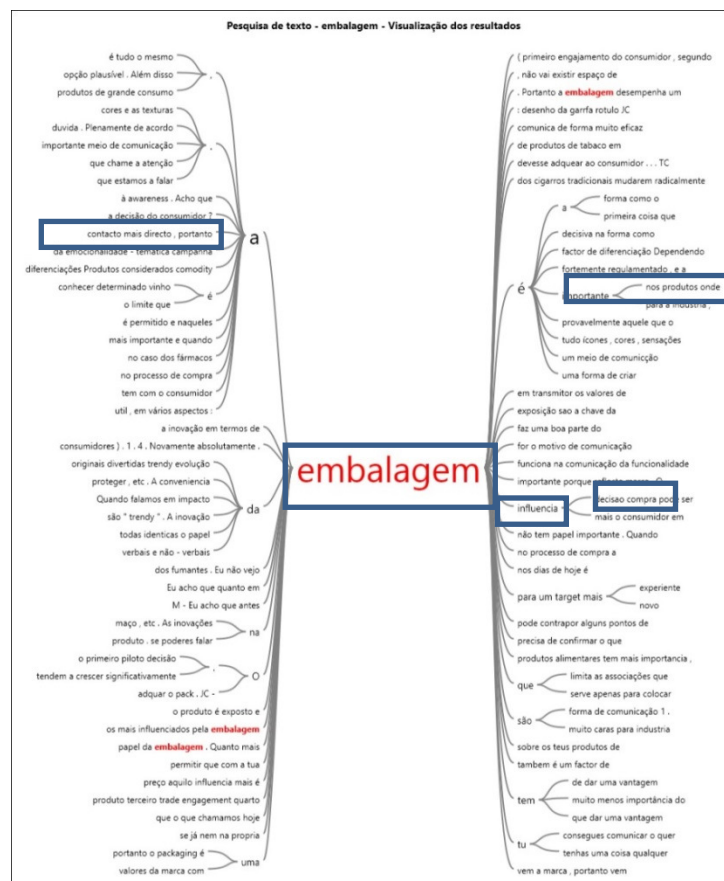 Pesquisa de texto - embalagem - Visualização dos resultados
é tudo o mesmo
opção plausível . Além disso
produtos de grande consumo
,
cores e as texturas
duvida . Plenamente de acordo
importante meio de comunicação
que chame a atenção
que estamos a falar
,
à awareness . Acho que
a decisão do consumidor ?
contacto mais directo , portanto
da emocionalidade - temática campanha
diferenciações Produtos considerados comodity
conhecer determinado vinho
o limite que
é
é permitido e naqueles
mais importante e quando
no caso dos fármacos
no processo de compra
tem com o consumidor
util , em vários aspectos :
a
a inovação em termos de
consumidores ) . 1 . 4 . Novamente absolutamente .
originais divertidas trendy evolução
proteger , etc . A conveniencia
Quando falamos em impacto
são " trendy " . A inovação
todas identicas o papel
verbais e não - verbais
da
dos fumantes . Eu não vejo
Eu acho que quanto em
M - Eu acho que antes
maço , etc . As inovações
produto . se poderes falar
na
o primeiro piloto decisão
tendem a crescer significativamente
.
adquar o pack . JC -
O
o produto é exposto e
os mais influenciados pela embalagem
papel da embalagem . Quanto mais
permitir que com a tua
preço aquilo influencia mais é
produto terceiro trade engagement quarto
que o que chamamos hoje
se já nem na propria
portanto o packaging é
valores da marca com
uma
embalagem
( primeiro engajamento do consumidor , segundo
, não vai existir espaço de
. Portanto a embalagem desempenha um
: desenho da garrfa rotulo JC
comunica de forma muito eficaz
de produtos de tabaco em
devesse adquear ao consumidor . . . TC
dos cigarros tradicionais mudarem radicalmente
é
a
forma como o
primeira coisa que
decisiva na forma como
factor de diferenciação Dependendo
fortemente regulamentado , e a
importante
nos produtos onde
para a industria ,
provavelmente aquele que o
tudo ícones , cores , sensações
um meio de comunicção
uma forma de criar
em transmitir os valores de
exposição sao a chave da
faz uma boa parte do
for o motivo de comunicação
funciona na comunicação da funcionalidade
importante porque reflecte marca . O
influencia
decisao compra pode ser
mais o consumidor em
não tem papel importante . Quando
no processo de compra a
nos dias de hoje é
para um target mais
experiente
novo
pode contrapor alguns pontos de
precisa de confirmar o que
produtos alimentares tem mais importancia ,
que
limita as associações que
serve apenas para colocar
são
forma de comunicação 1 .
muito caras para industria
sobre os teus produtos de
tambem é um factor de
tem
de dar uma vantagem
muito menos importância do
que dar uma vantagem
tu
consegues comunicar o quer
tenhas uma coisa qualquer
vem a marca , portanto vem